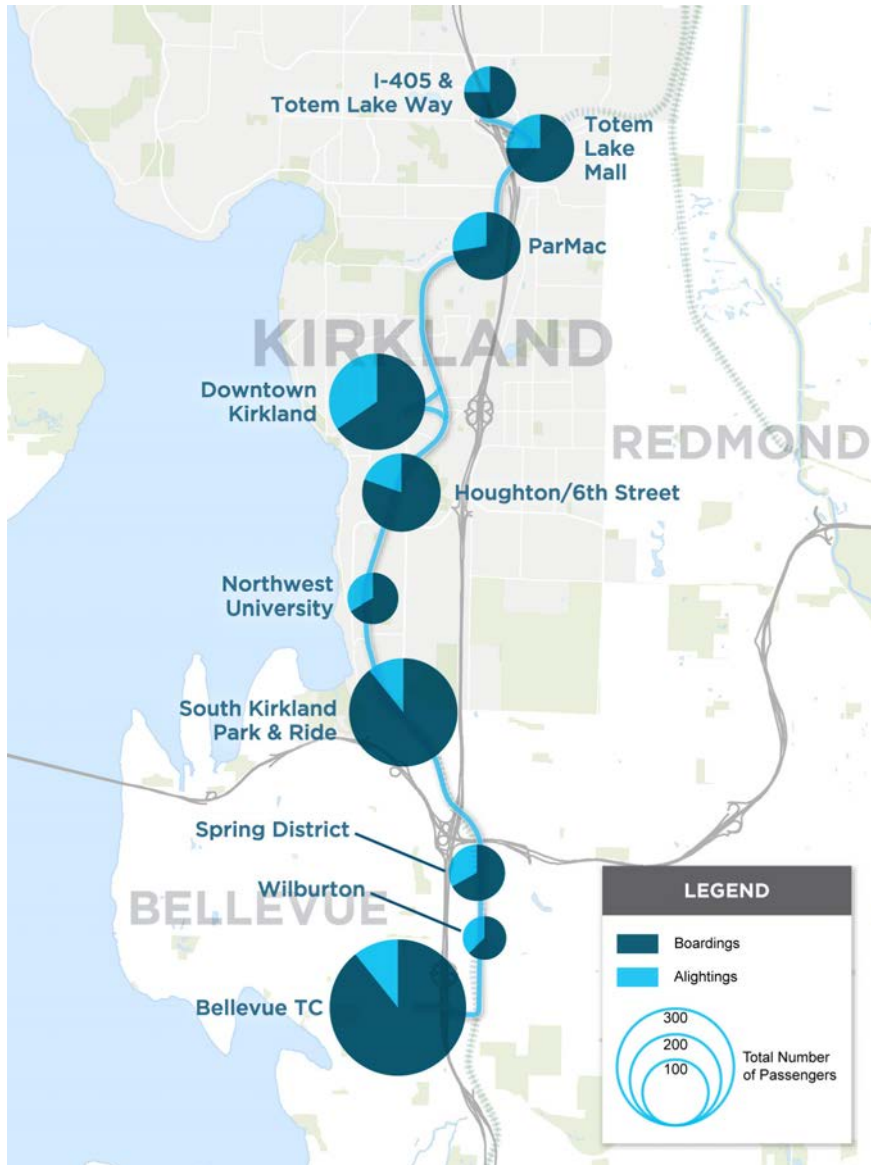 I-405 &
Totem Lake Way
Totem
Lake
Mall
ParMac
KIRKLAND
Downtown
Kirkland
REDMOND
Houghton/6th Street
Northwest
University
South Kirkland
Park & Ride
Spring District
Wilburton
BELLEVUE
Bellevue TC
LEGEND
Boardings
Alightings
300
200
100
Total Number
of Passengers